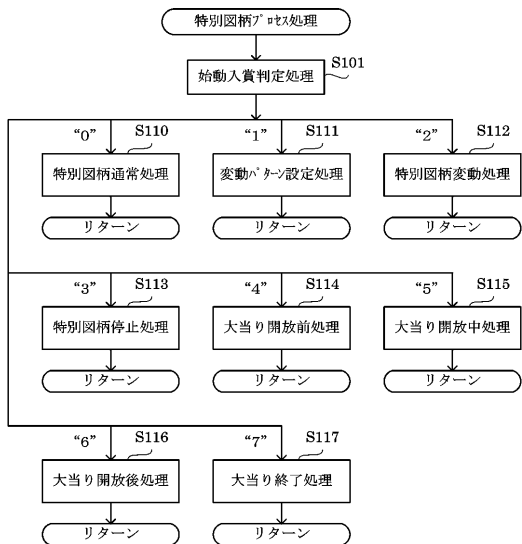 特別図柄プロセス処理
S101
始動入賞判定処理
“0” S110
特別図柄通常処理
リターン
“1” S111
変動パターン設定処理
リターン
“2” S112
特別図柄変動処理
リターン
“3” S113
特別図柄停止処理
リターン
“4” S114
大当り開放前処理
リターン
“5” S115
大当り開放中処理
リターン
“6” S116
大当り開放後処理
リターン
“7” S117
大当り終了処理
リターン